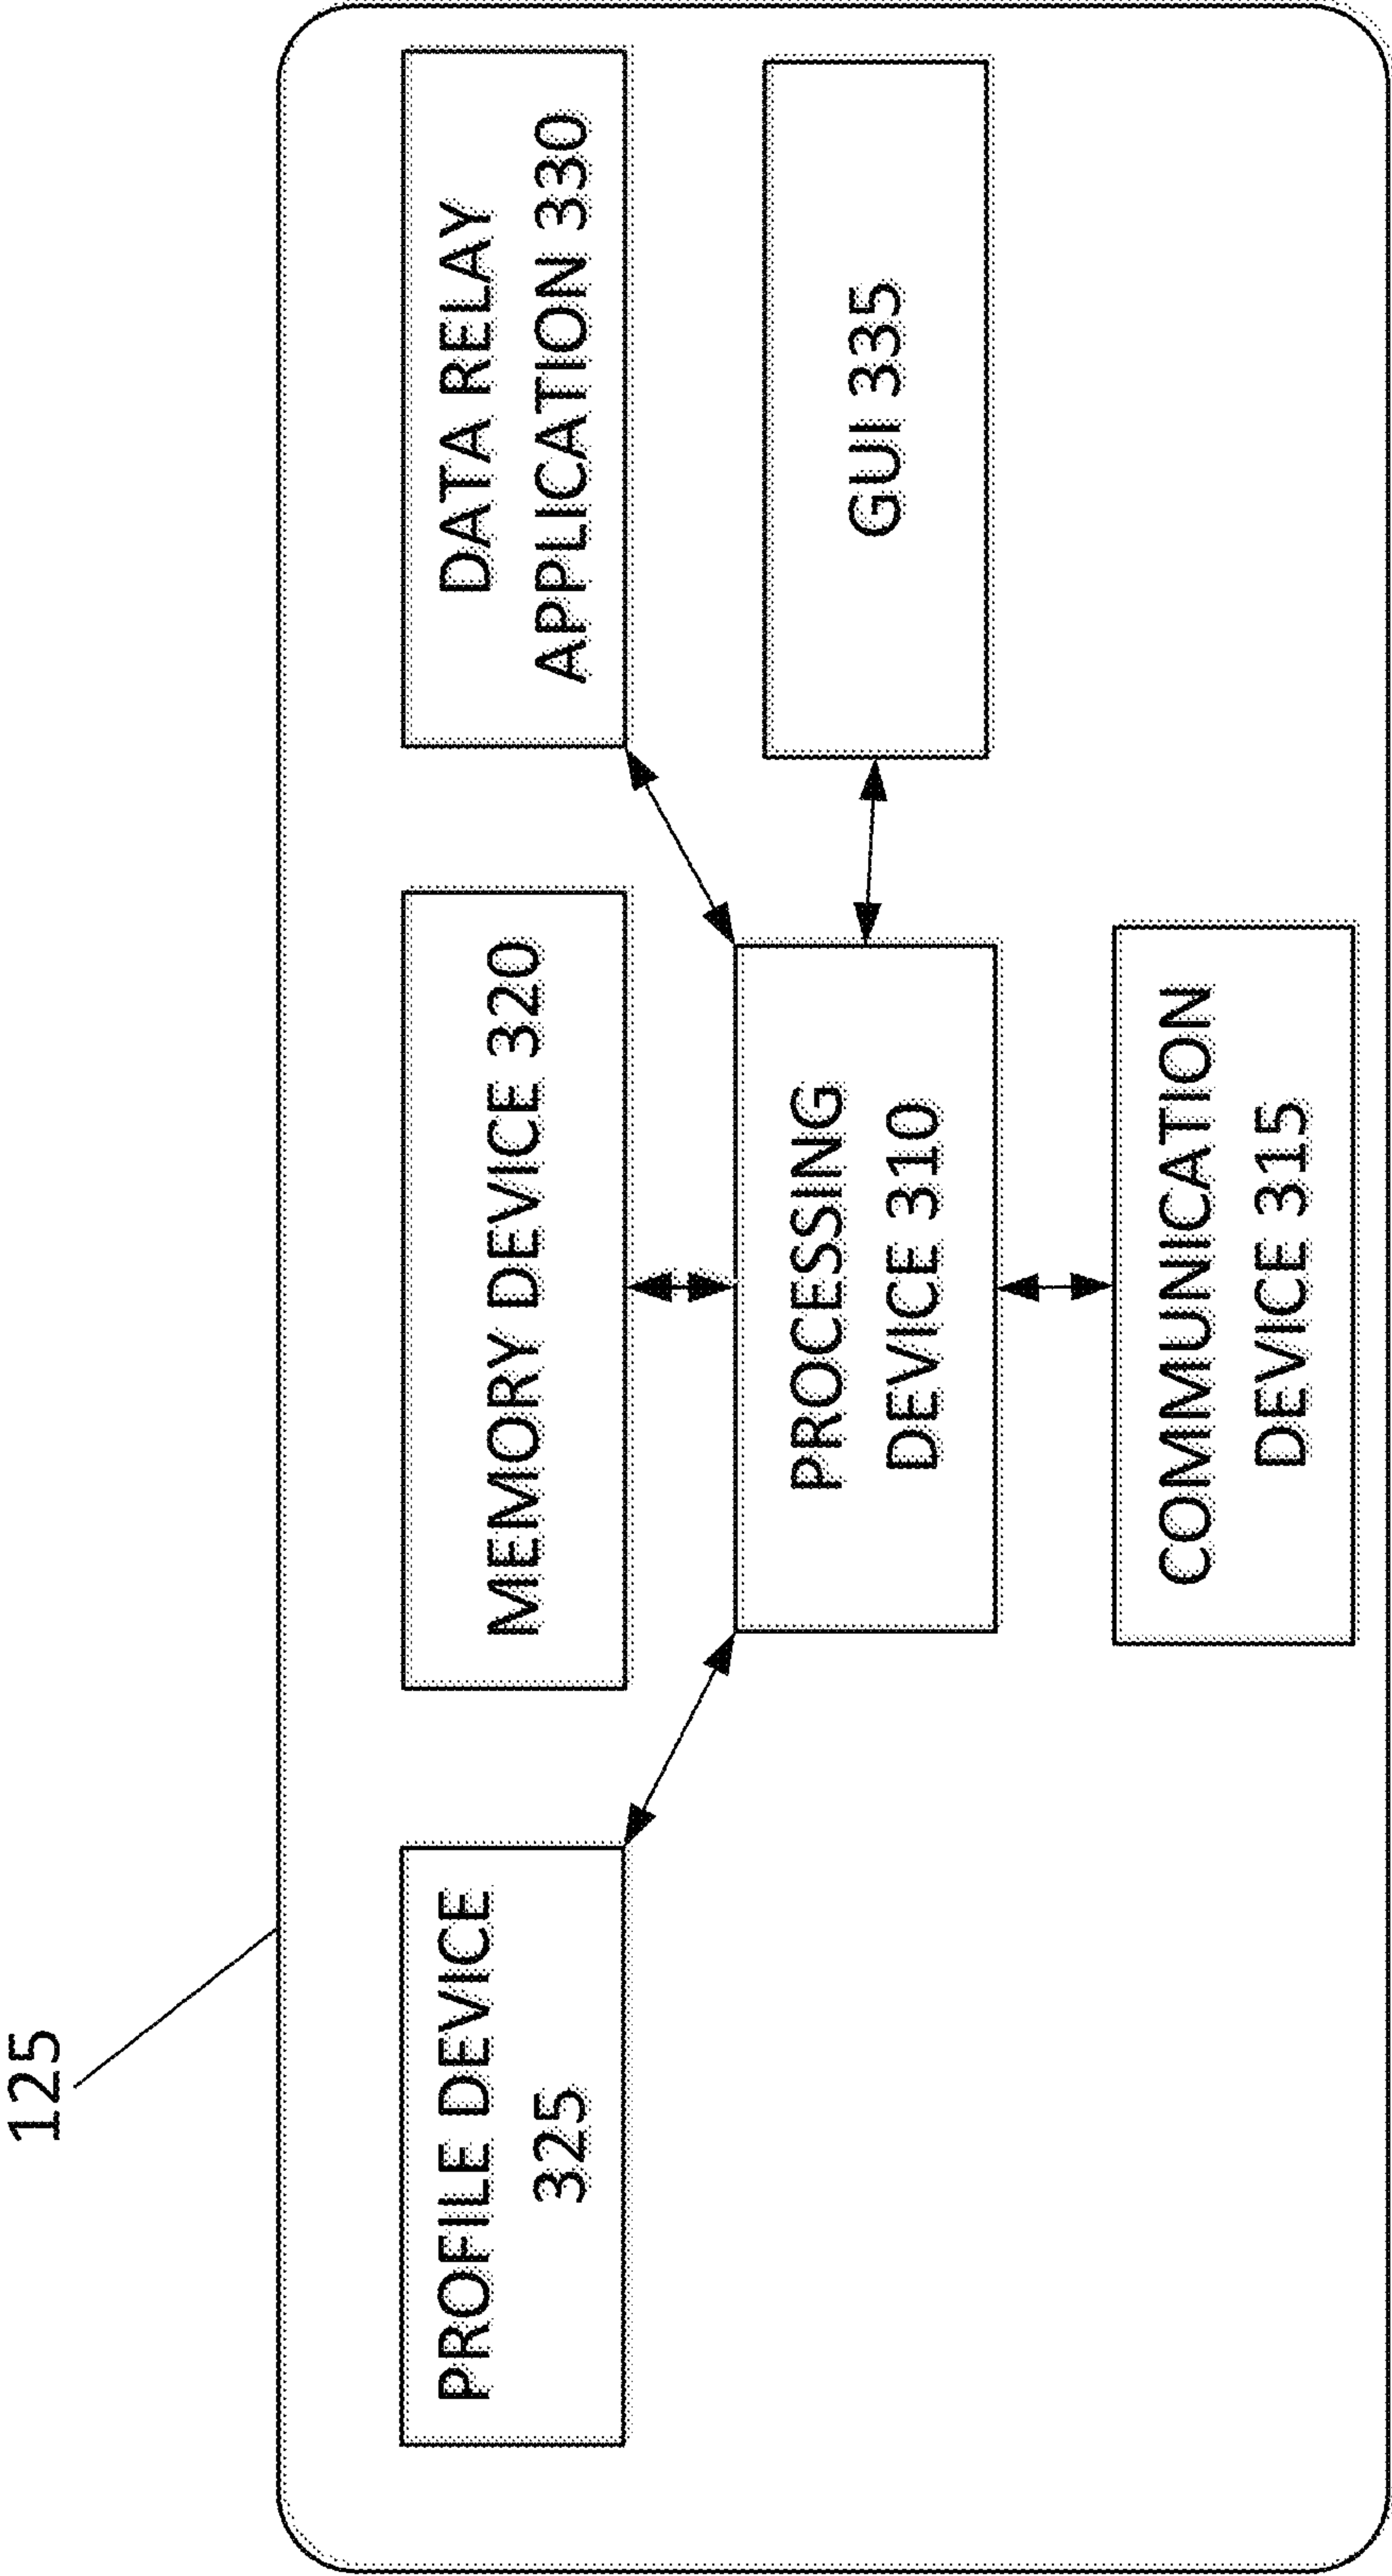 125
PROFILE DEVICE
325
MEMORY DEVICE 320
DATA RELAY
APPLICATION 330
PROCESSING
DEVICE 310
GUI 335
COMMUNICATION
DEVICE 315